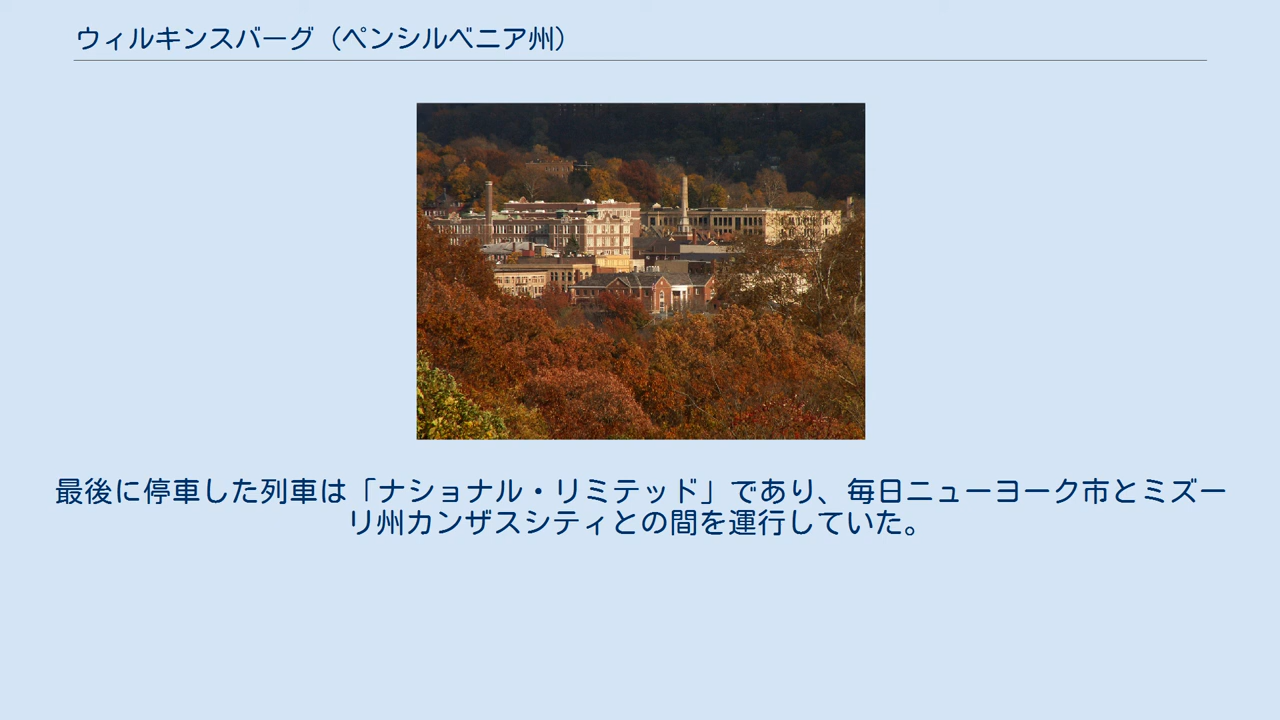 ウィルキンスバーグ（ペンシルベニア州）
最後に停車した列車は「ナショナル・リミテッド」であり、毎日ニューヨーク市とミズー
リ州カンザスシティとの間を運行していた。